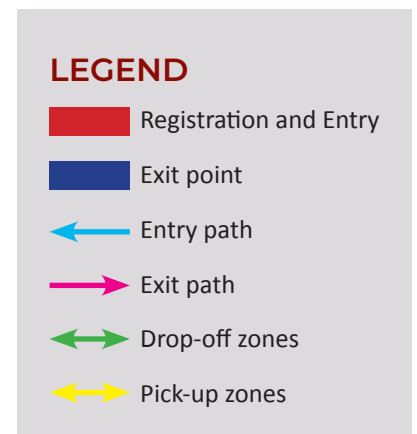 LEGEND
Registration and Entry
Exit point
Entry path
Exit path
Drop-off zones
Pick-up zones